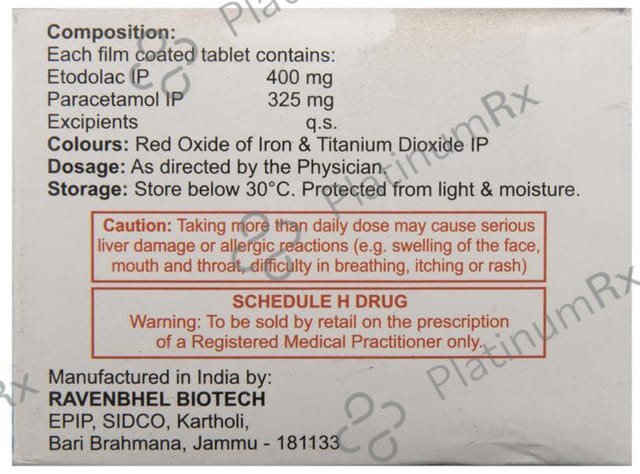 Composition:
Each film coated tablet contains:
Etodolac IP 400 mg
Paracetamol IP 325 mg
Excipients q.s.
Colours: Red Oxide of Iron & Titanium Dioxide IP
Dosage: As directed by the Physician.
Storage: Store below 30°C. Protected from light & moisture.
Caution: Taking more than daily dose may cause serious
liver damage or allergic reactions (e.g. swelling of the face,
mouth and throat, difficulty in breathing, itching or rash)
SCHEDULE H DRUG
Warning: To be sold by retail on the prescription
of a Registered Medical Practitioner only.
Manufactured in India by:
RAVENBHEL BIOTECH
EPIP, SIDCO, Kartholi,
Bari Brahmana, Jammu - 181133
PlatinumRx
PlatinumRx
PlatinumRx
Rx